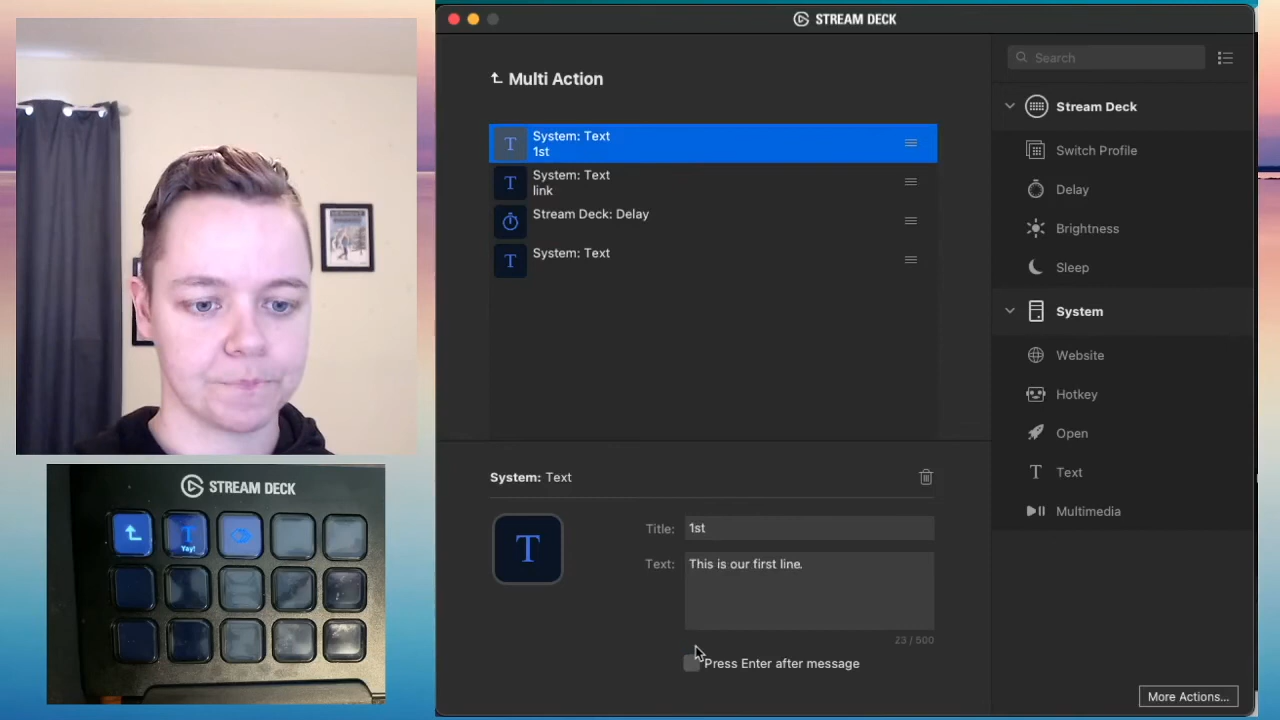 STREAM DECK
Multi Action
System: Text
1st
System: Text
link
Stream Deck: Delay
System: Text
System: Text
Title: 1st
Text: This is our first line.
23 / 500
Press Enter after message
Search
Stream Deck
Switch Profile
Delay
Brightness
Sleep
System
Website
Hotkey
Open
Text
Multimedia
More Actions...
STREAM DECK
Yay!